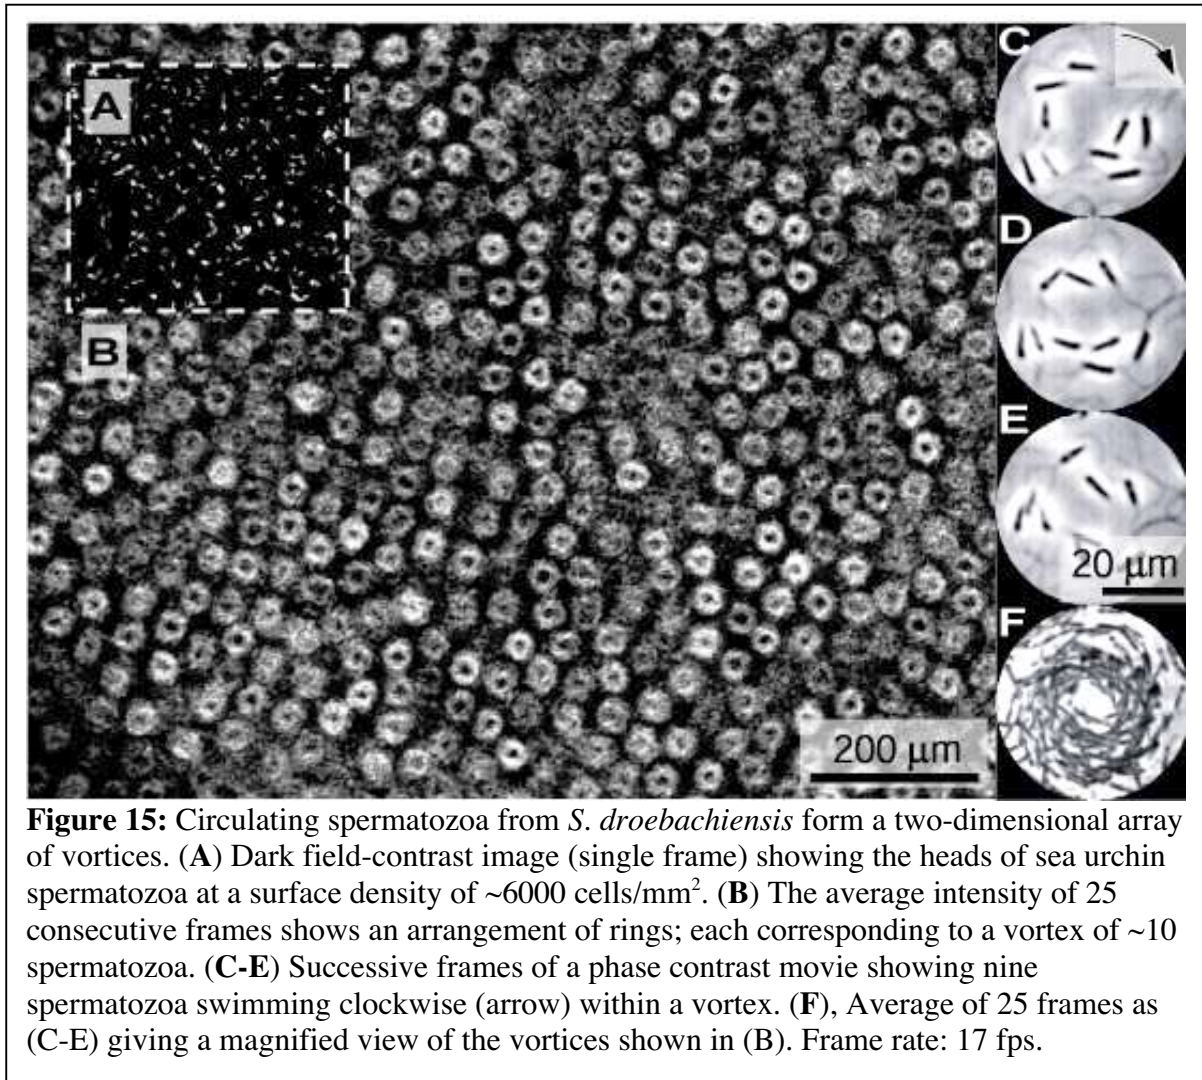 A
B
200 µm
C
D
E
20 µm
F
Figure 15: Circulating spermatozoa from S. droebachiensis form a two-dimensional array
of vortices. (A) Dark field-contrast image (single frame) showing the heads of sea urchin
spermatozoa at a surface density of ~6000 cells/mm². (B) The average intensity of 25
consecutive frames shows an arrangement of rings; each corresponding to a vortex of ~10
spermatozoa. (C-E) Successive frames of a phase contrast movie showing nine
spermatozoa swimming clockwise (arrow) within a vortex. (F), Average of 25 frames as
(C-E) giving a magnified view of the vortices shown in (B). Frame rate: 17 fps.